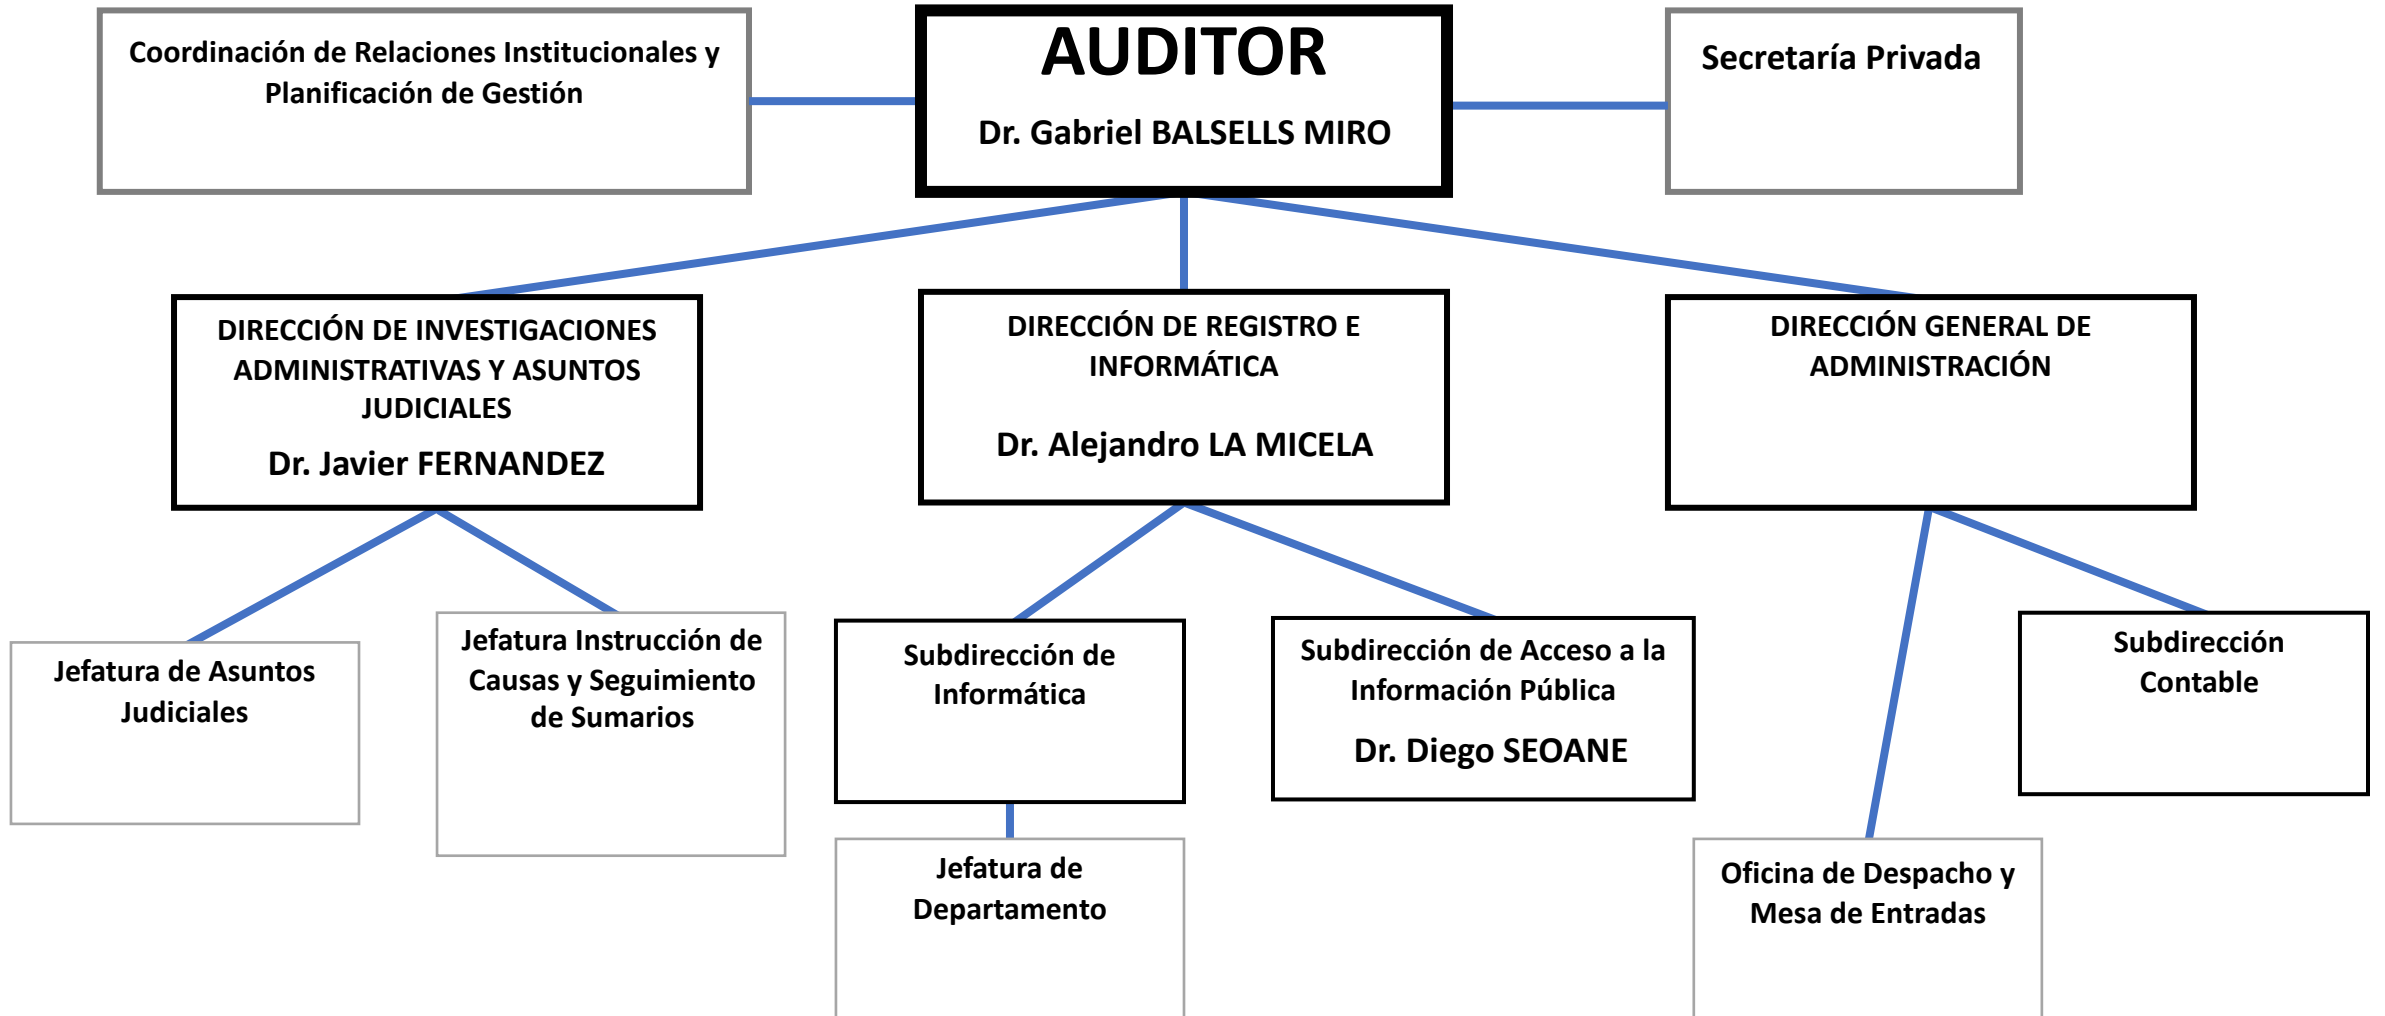 Coordinación de Relaciones Institucionales y
Planificación de Gestión
AUDITOR
Dr. Gabriel BALSELLS MIRO
Secretaría Privada
DIRECCIÓN DE INVESTIGACIONES
ADMINISTRATIVAS Y ASUNTOS
JUDICIALES
Dr. Javier FERNANDEZ
DIRECCIÓN DE REGISTRO E
INFORMÁTICA
Dr. Alejandro LA MICELA
DIRECCIÓN GENERAL DE
ADMINISTRACIÓN
Jefatura de Asuntos
Judiciales
Jefatura Instrucción de
Causas y Seguimiento
de Sumarios
Subdirección de
Informática
Subdirección de Acceso a la
Información Pública
Dr. Diego SEOANE
Subdirección
Contable
Jefatura de
Departamento
Oficina de Despacho y
Mesa de Entradas